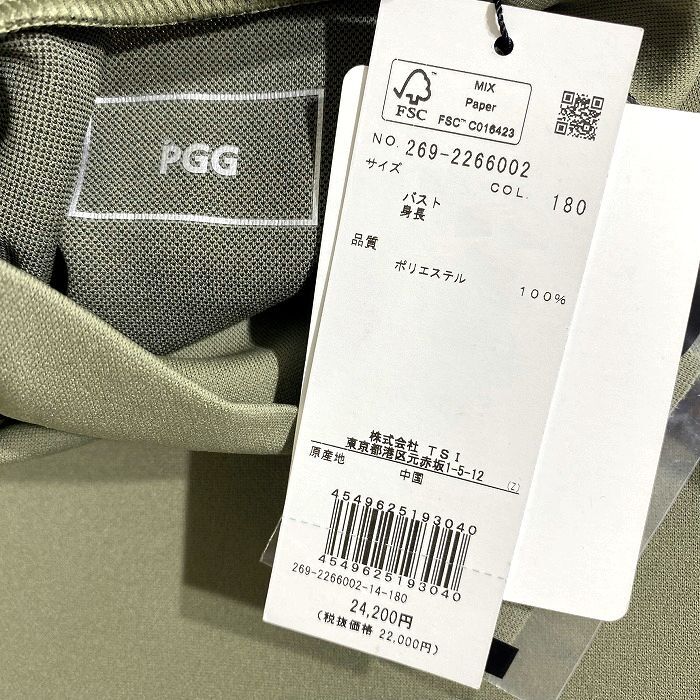 PGG
FSC
MIX
Paper
FSC™ C016423
NO. 269-2266002
サイズ
COL. 180
バスト
身長
品質
ポリエステル
100%
株式会社 TSI
東京都港区元赤坂1-5-12
(Z)
原産地
中国
4549625193040
4549625193040
269-2266002-14-180
24,200円
(税抜価格 22,000円)